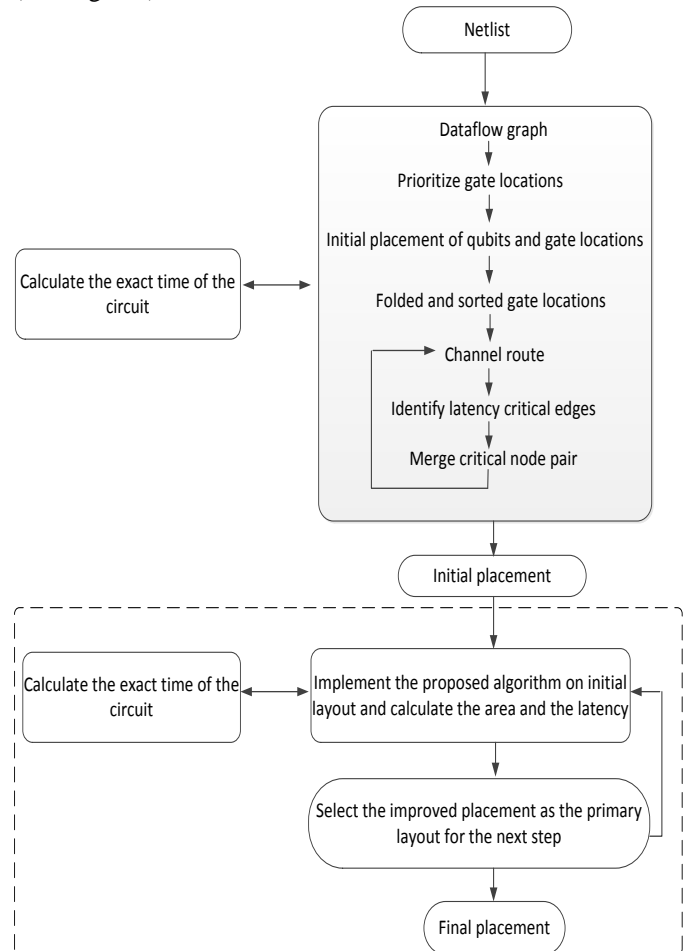 Netlist
Dataflow graph
Prioritize gate locations
Initial placement of qubits and gate locations
Calculate the exact time of the
circuit
Folded and sorted gate locations
Channel route
Identify latency critical edges
Merge critical node pair
Initial placement
Calculate the exact time of the
circuit
Implement the proposed algorithm on initial
layout and calculate the area and the latency
Select the improved placement as the primary
layout for the next step
Final placement